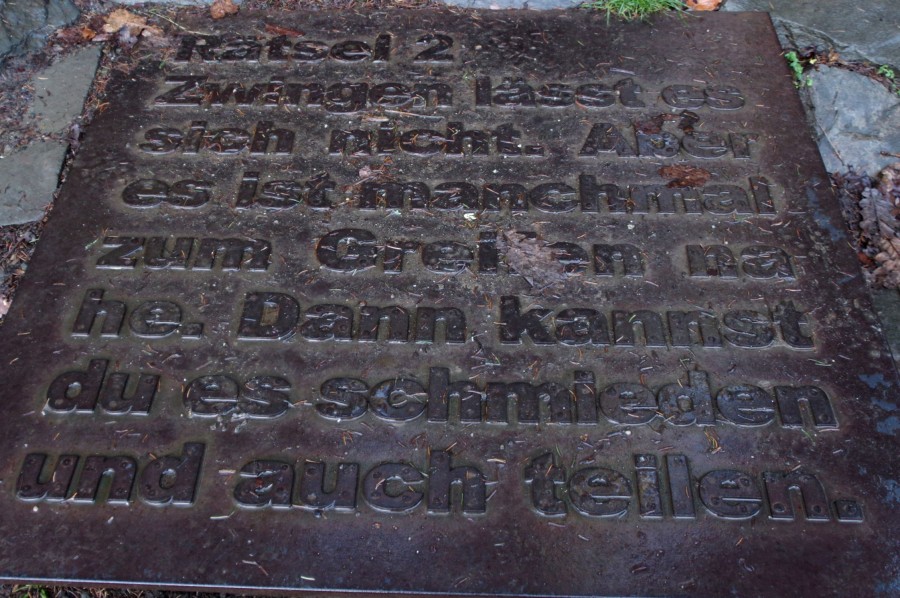 Rätsel 2
Zwingen lässt es
sich nicht. Aber
es ist manchmal
zum Greifen na
he. Dann kannst
du es schmieden
und auch teilen.